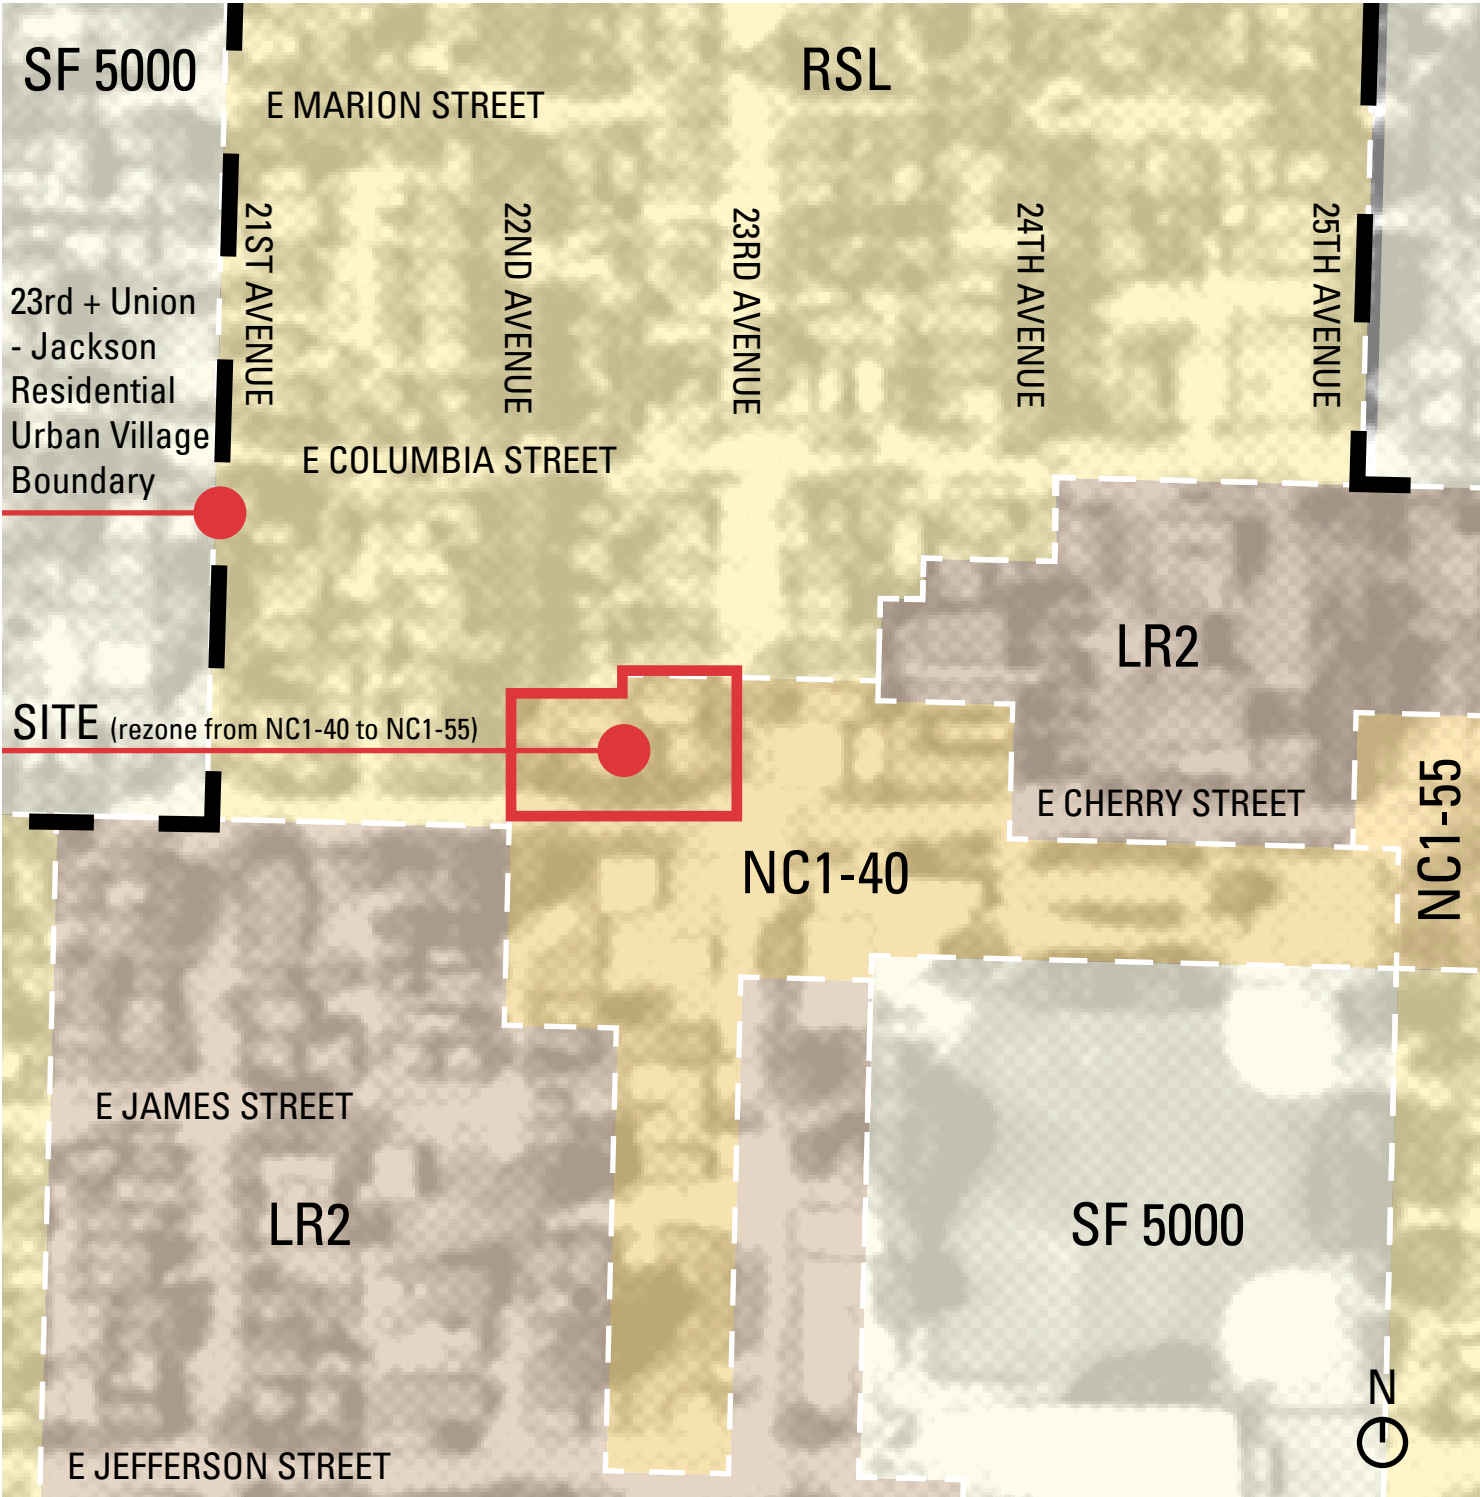 SF 5000
RSL
E MARION STREET
21ST AVENUE
22ND AVENUE
23RD AVENUE
24TH AVENUE
25TH AVENUE
23rd + Union
- Jackson
Residential
Urban Village
Boundary
E COLUMBIA STREET
LR2
SITE (rezone from NC1-40 to NC1-55)
E CHERRY STREET
NC1-55
NC1-40
E JAMES STREET
LR2
SF 5000
N
E JEFFERSON STREET